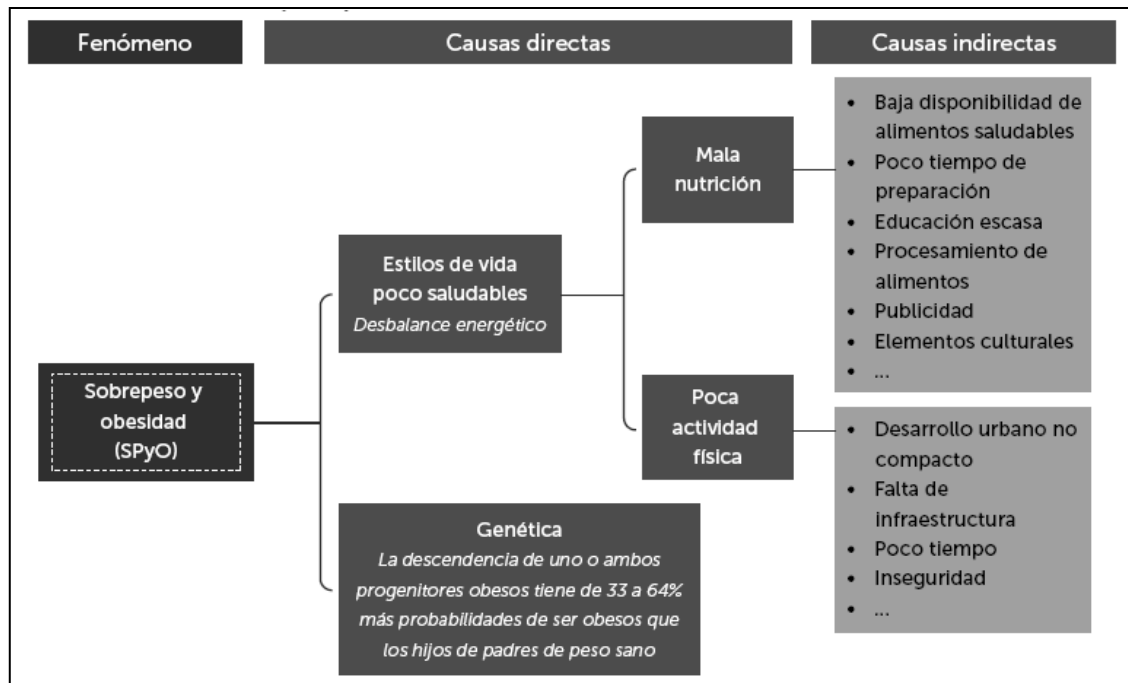 Fenómeno
Causas directas
Causas indirectas
Sobrepeso y
obesidad
(SPyO)
Estilos de vida
poco saludables
Desbalance energético
Genética
La descendencia de uno o ambos
progenitores obesos tiene de 33 a 64%
más probabilidades de ser obesos que
los hijos de padres de peso sano
Mala
nutrición
Poca
actividad
física
• Baja disponibilidad de
alimentos saludables
• Poco tiempo de
preparación
• Educación escasa
• Procesamiento de
alimentos
• Publicidad
• Elementos culturales
• ...
• Desarrollo urbano no
compacto
• Falta de
infraestructura
• Poco tiempo
• Inseguridad
• ...